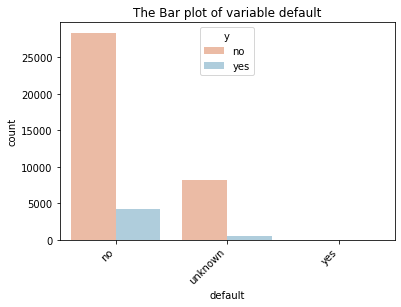 The Bar plot of variable default
y
no
yes
25000
20000
15000
10000
5000
0
count
no
unknown
yes
default